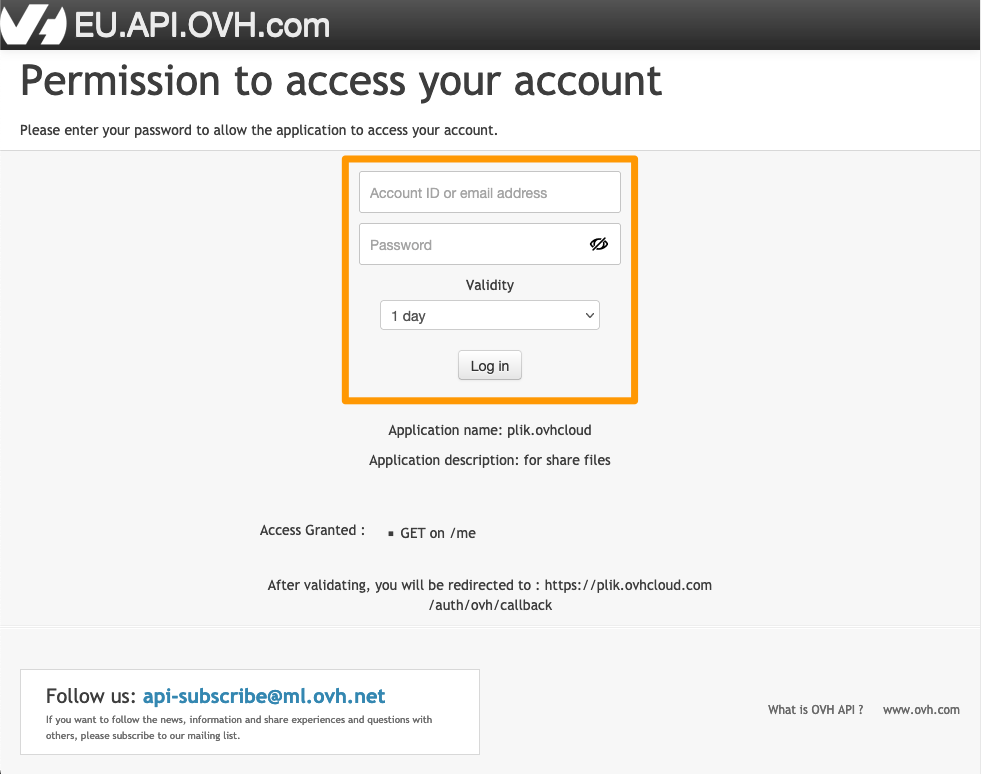 EU.API.OVH.com
Permission to access your account
Please enter your password to allow the application to access your account.
Account ID or email address
Password
Validity
1 day
Log in
Application name: plik.ovhcloud
Application description: for share files
Access Granted :
▪ GET on /me
After validating, you will be redirected to : https://plik.ovhcloud.com
/auth/ovh/callback
Follow us: api-subscribe@ml.ovh.net
If you want to follow the news, information and share experiences and questions with
others, please subscribe to our mailing list.
What is OVH API ? www.ovh.com